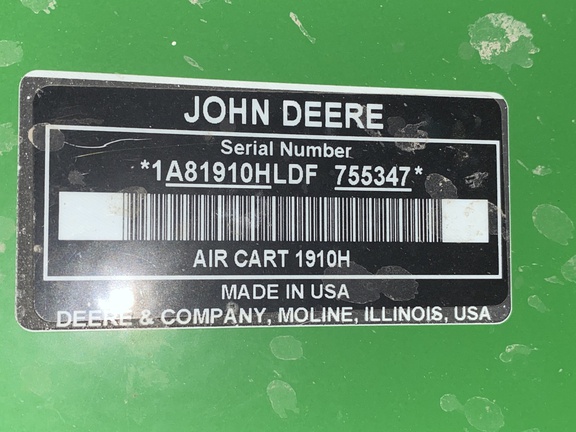 JOHN DEERE
Serial Number
*1A81910HLDF 755347*
AIR CART 1910H
MADE IN USA
DEERE & COMPANY, MOLINE, ILLINOIS, USA